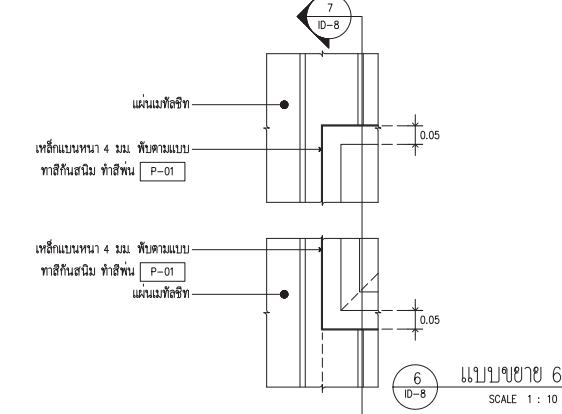 7
ID-8
แผ่นเมทัลชีท
เหล็กแบนหนา 4 มม. พับตามแบบ
ทาสีกันสนิม ทำสีพ่น P-01
0.05
เหล็กแบนหนา 4 มม. พับตามแบบ
ทาสีกันสนิม ทำสีพ่น P-01
แผ่นเมทัลชีท
0.05
6
ID-8
แบบขยาย 6
SCALE 1 : 10